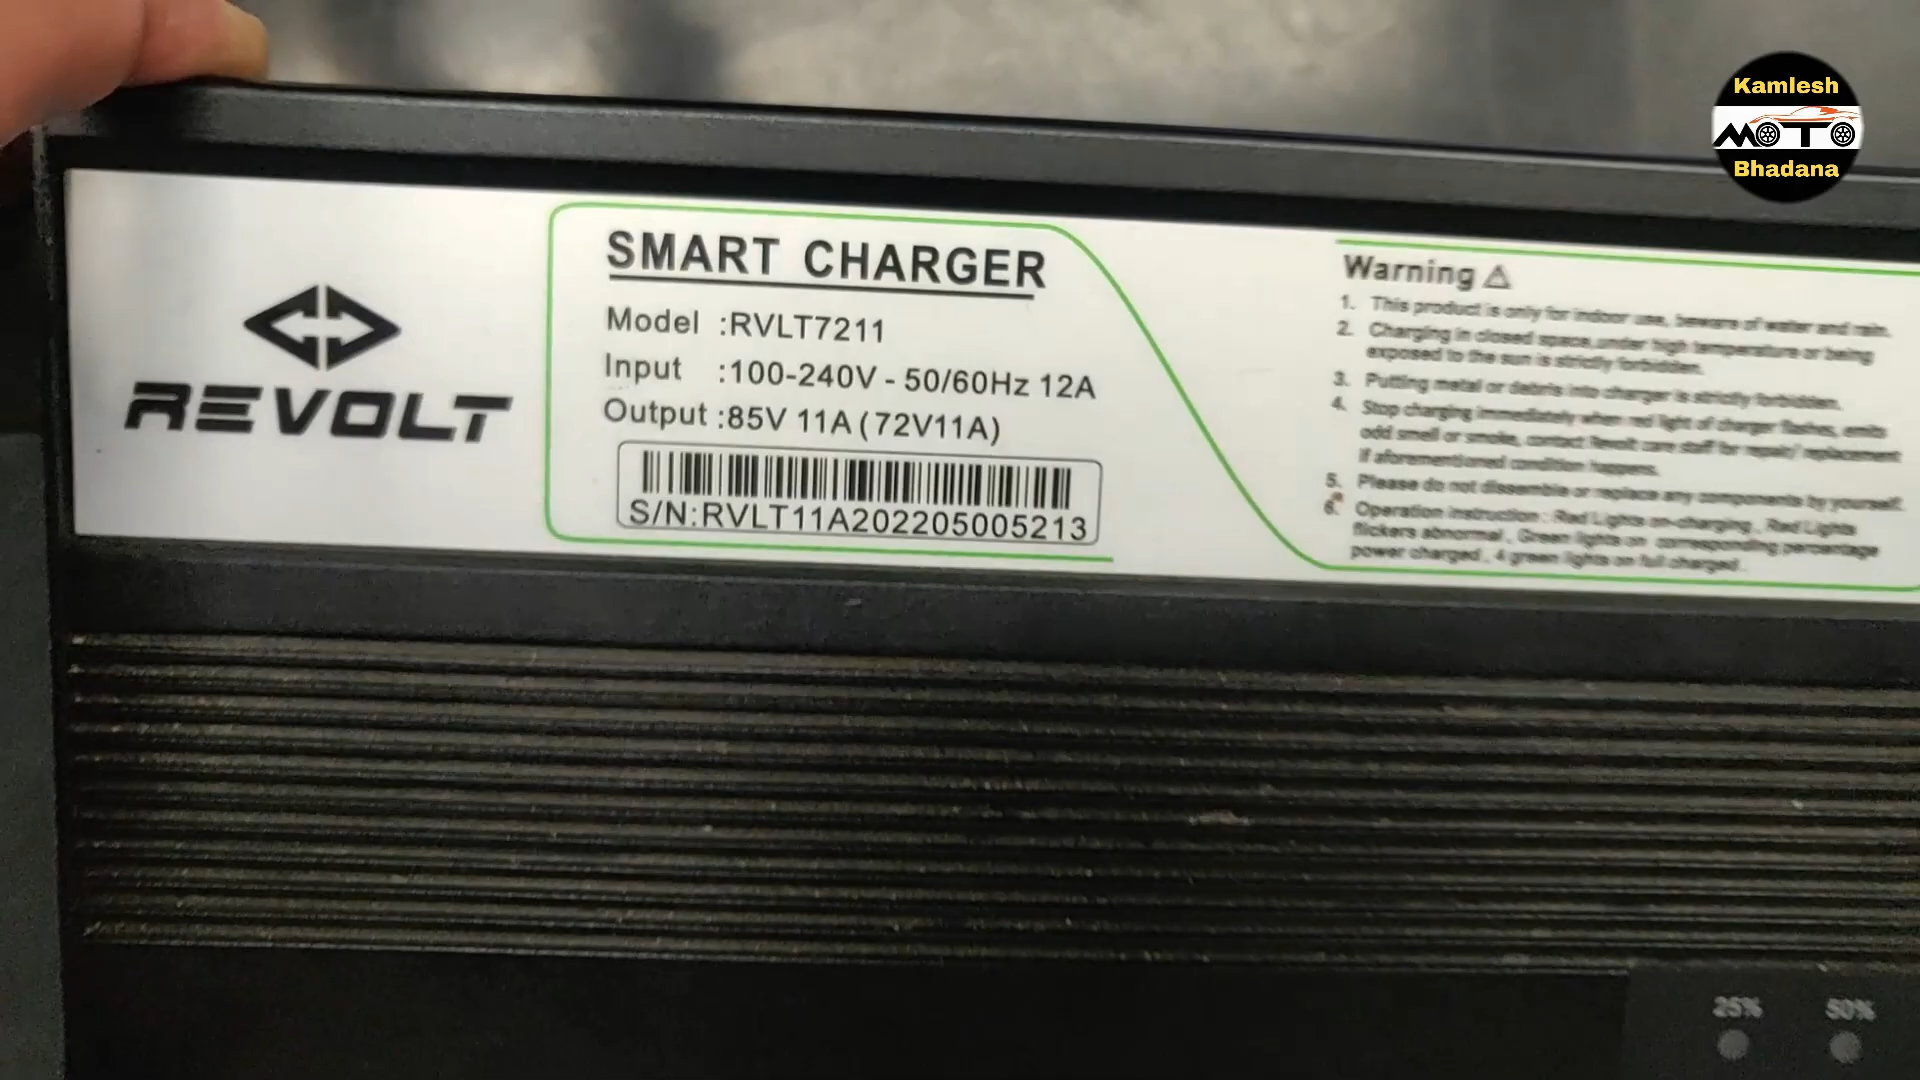 Kamlesh
MOTO
Bhadana
REVOLT
SMART CHARGER
Model :RVLT7211
Input :100-240V - 50/60Hz 12A
Output :85V 11A (72V11A)
S/N:RVLT11A202205005213
Warning
1. This product is only for indoor use, beware of water and rain.
2. Charging in closed space,under high temperature or being
exposed to the sun is strictly forbidden.
3. Putting metal or debris into charger is strictly forbidden.
4. Stop charging immediately when red light of charger flashes, emits
odd smell or smoke, contact Revolt care staff for repair/ replacement
if aforementioned condition happens.
5. Please do not dissemble or replace any components by yourself.
6. Operation instruction : Red Lights on-charging , Red Lights
flickers abnormal , Green lights on corresponding percentage
power charged , 4 green lights on full charged .
25% 50%